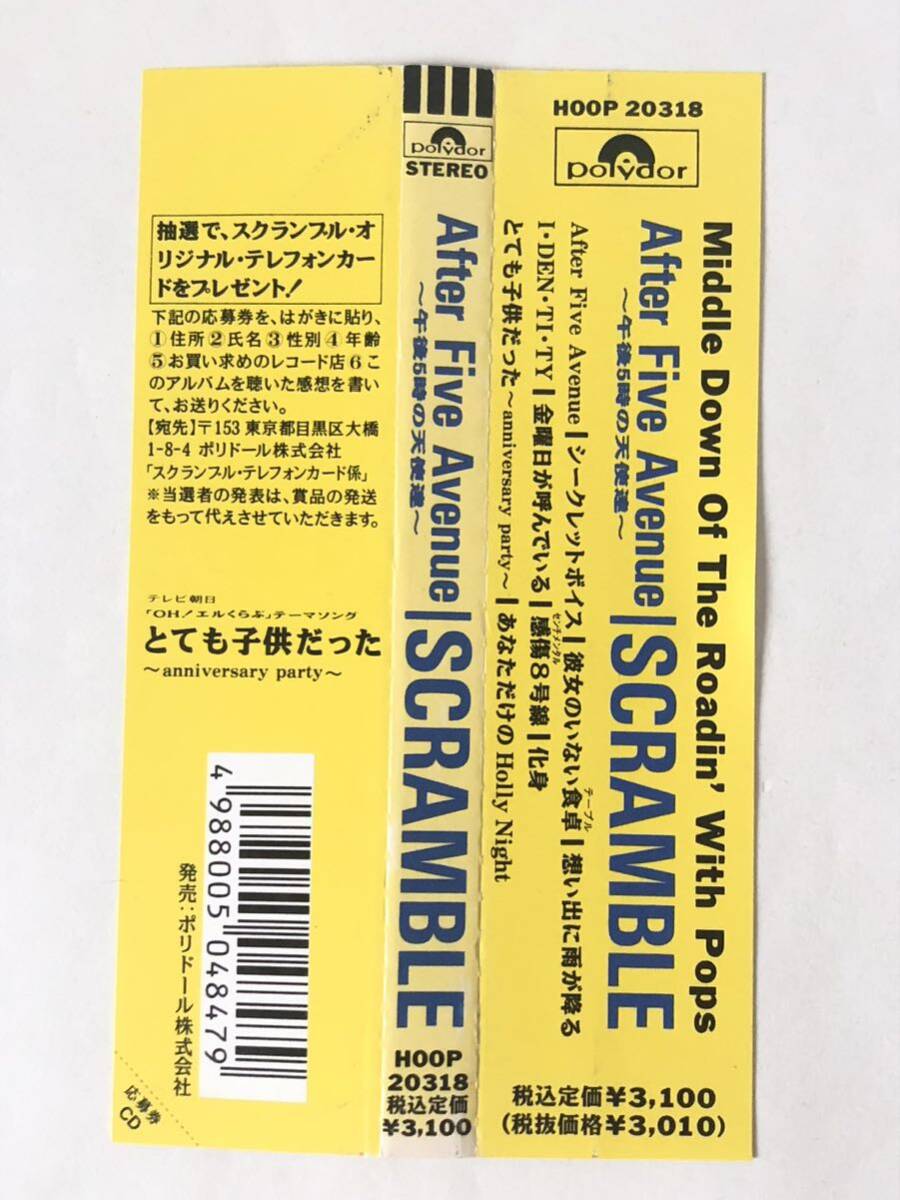 抽選で、スクランブル・オ
リジナル・テレフォンカー
ドをプレゼント!
下記の応募券を、はがきに貼り、
①住所②氏名③性別④年齢
⑤お買い求めのレコード店6こ
のアルバムを聴いた感想を書い
て、お送りください。
【宛先】〒153東京都目黒区大橋
1-8-4 ポリドール株式会社
「スクランブル・テレフォンカード係」
※当選者の発表は、賞品の発送
をもって代えさせていただきます。
テレビ朝日
「OH!エルくらぶ」テーマソング
とても子供だった
〜anniversary party〜
4988005048479
発売:ポリドール株式会社
応募券
CD
polydor
STEREO
After Five Avenue|SCRAMBLE
〜午後5時の天使達〜
HOOP
20318
税込定価
¥3,100
HOOP 20318
polydor
Middle Down Of The Roadin' With Pops
After Five Avenue|SCRAMBLE
〜午後5時の天使達〜
After Five Avenue|シークレットボイス|彼女のいない食卓|想い出に雨が降る
テーブル
I・DEN・TI・TY|金曜日が呼んでいる|感傷8号線|化身
センチメンタル
とても子供だった〜anniversary party〜|あなただけのHolly Night
税込定価¥3,100
(税抜価格¥3,010)